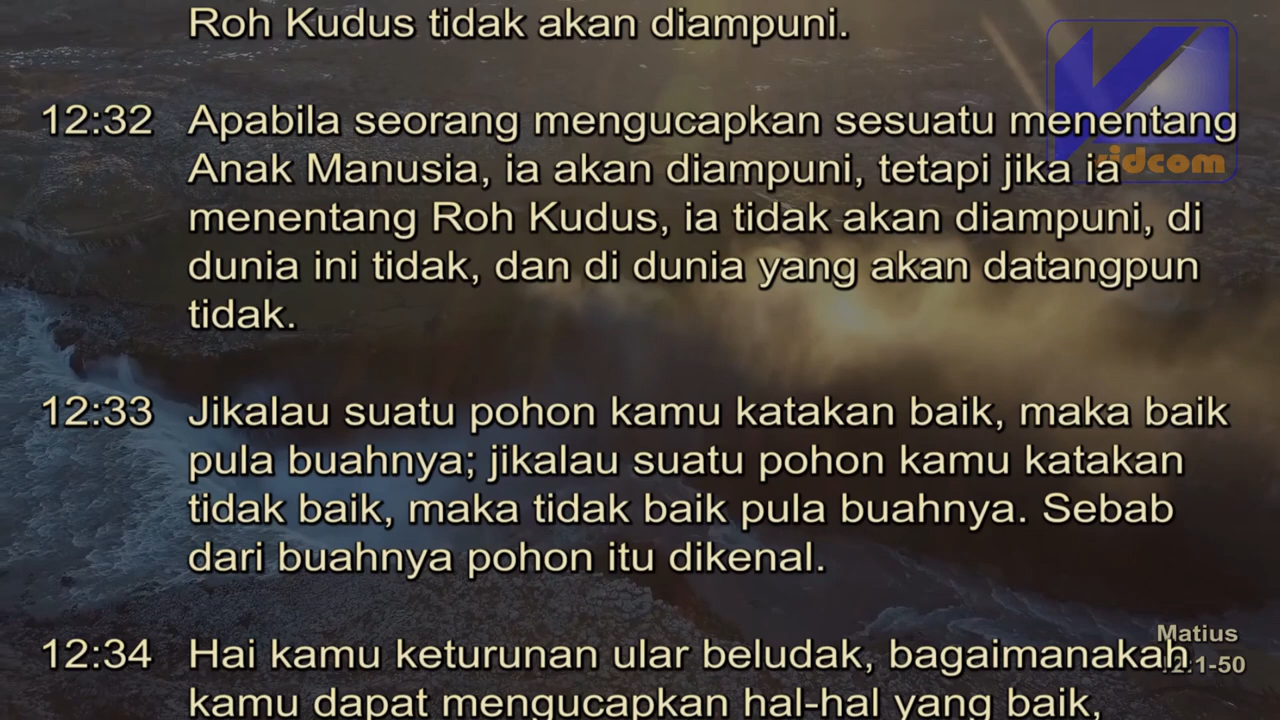 Roh Kudus tidak akan diampuni.
12:32 Apabila seorang mengucapkan sesuatu menentang
Anak Manusia, ia akan diampuni, tetapi jika ia
menentang Roh Kudus, ia tidak akan diampuni, di
dunia ini tidak, dan di dunia yang akan datangpun
tidak.
12:33 Jikalau suatu pohon kamu katakan baik, maka baik
pula buahnya; jikalau suatu pohon kamu katakan
tidak baik, maka tidak baik pula buahnya. Sebab
dari buahnya pohon itu dikenal.
12:34 Hai kamu keturunan ular beludak, bagaimanakah
kamu dapat mengucapkan hal-hal yang baik,
vidcom
Matius
12:1-50